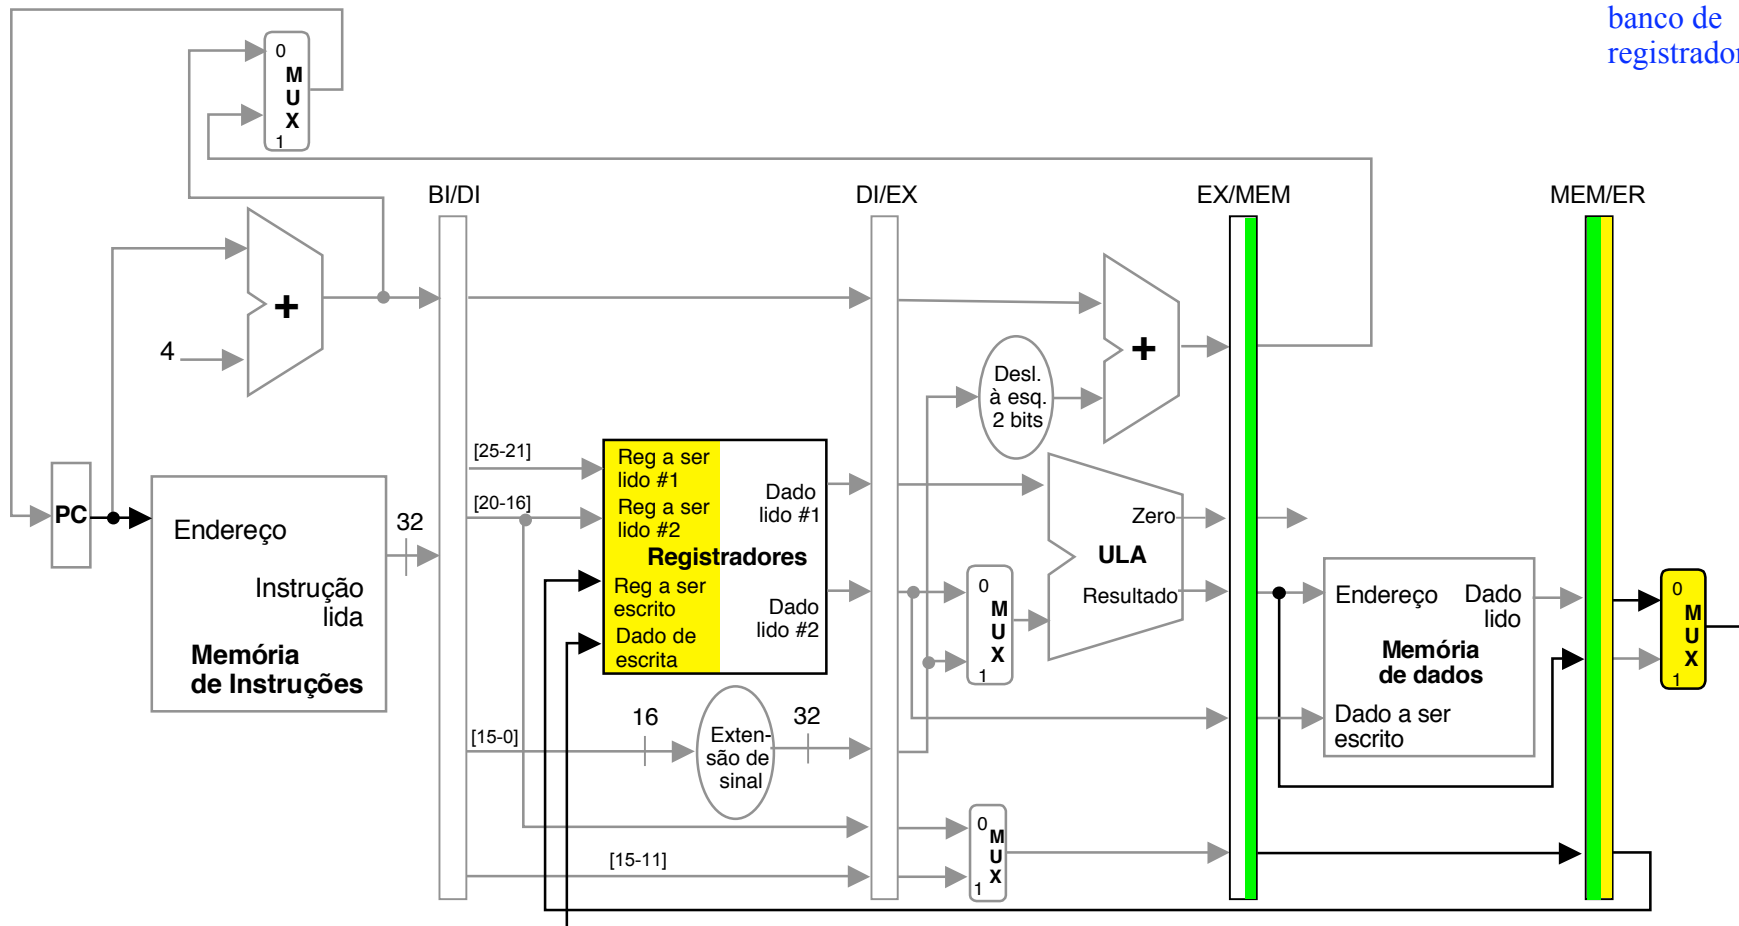 banco de
0
M
U
X
1
BI/DI
DI/EX
EX/MEM
MEM/ER
+
4
+
Desl.
à esq.
2 bits
[25-21]
[20-16]
PC
Endereço
Instrução
lida
Memória
de Instruções
32
Reg a ser
lido #1
Reg a ser
lido #2
Registradores
Reg a ser
escrito
Dado de
escrita
Dado
lido #1
Dado
lido #2
0
M
U
X
1
Zero
ULA
Resultado
Endereço
Dado
lido
Memória
de dados
Dado a ser
escrito
0
M
U
X
1
[15-0]
16
Exten-
são de
sinal
32
[15-11]
0
M
U
X
1